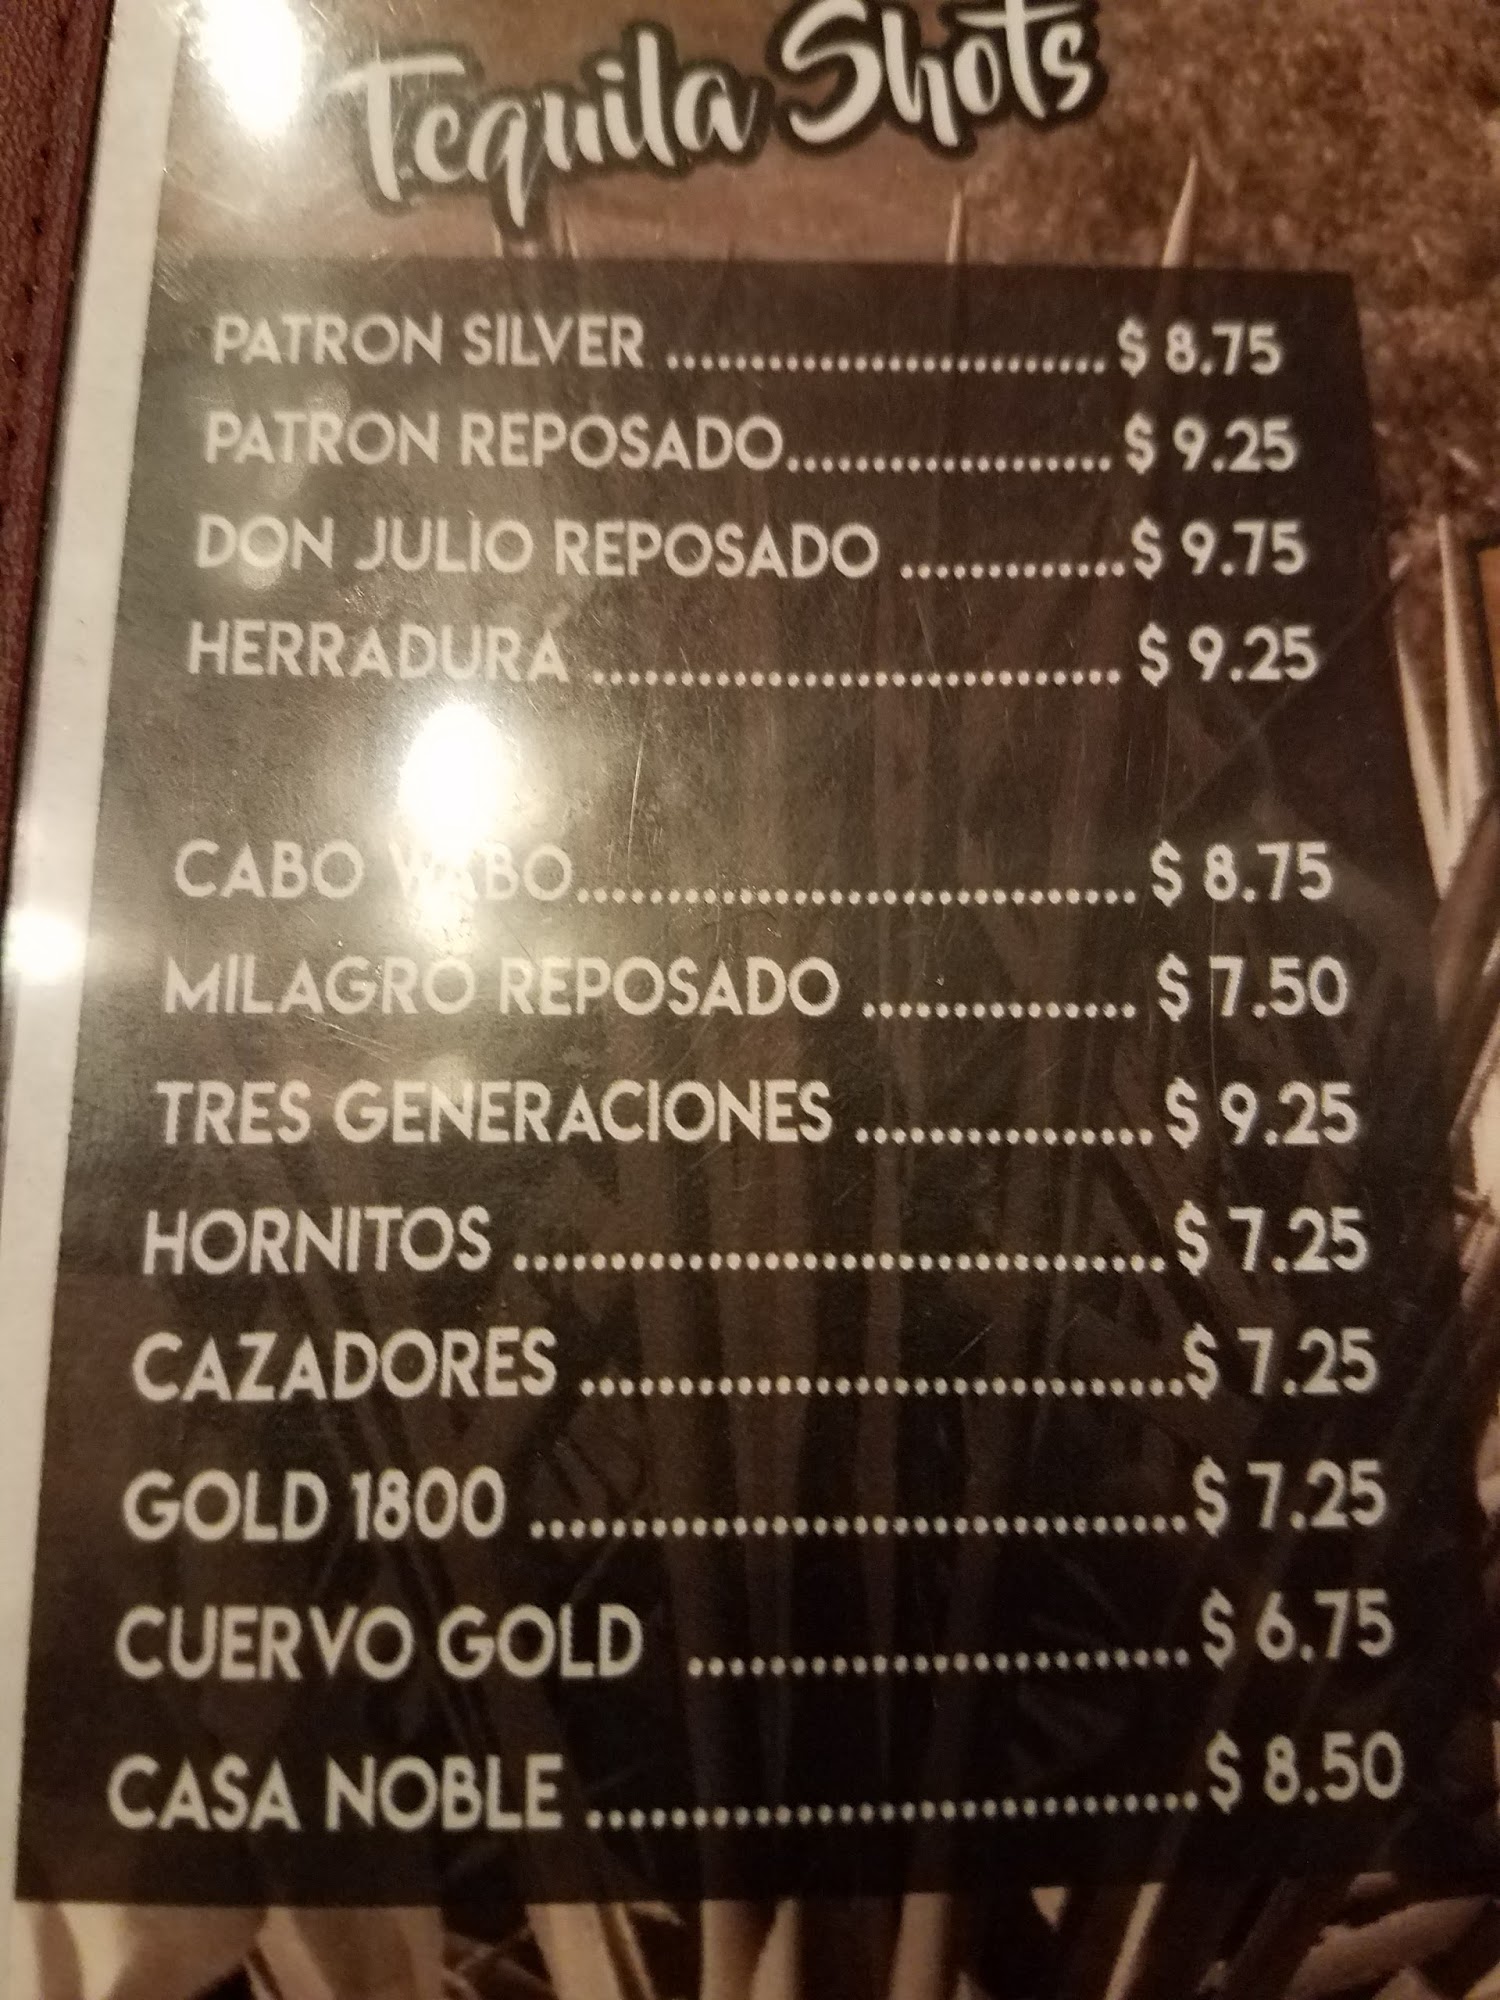 Tequila Shots
PATRON SILVER ........................... $ 8.75
PATRON REPOSADO.................... $ 9.25
DON JULIO REPOSADO .............$ 9.75
HERRADURA ................................ $ 9.25
CABO WABO.................................. $ 8.75
MILAGRO REPOSADO ............... $ 7.50
TRES GENERACIONES ................ $ 9.25
HORNITOS ....................................$ 7.25
CAZADORES .................................$ 7.25
GOLD 1800 ...................................$ 7.25
CUERVO GOLD ..........................$ 6.75
CASA NOBLE ...............................$ 8.50